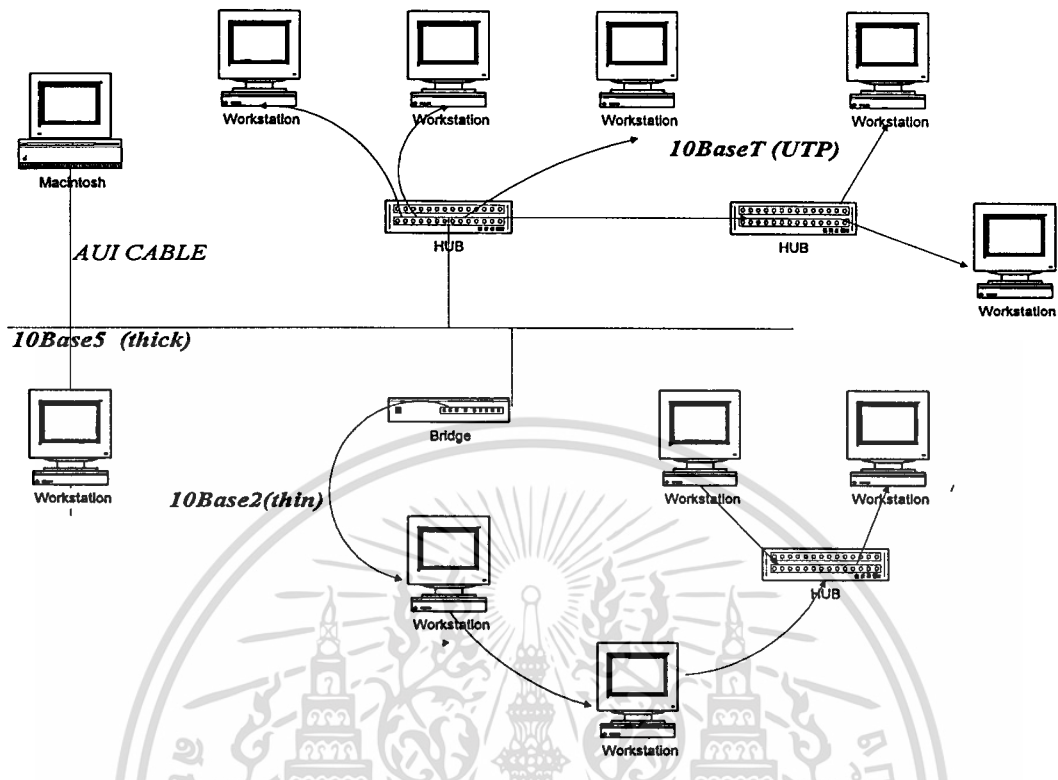 Workstation
Workstation
Workstation
Workstation
10BaseT (UTP)
Macintosh
HUB
HUB
AUI CABLE
Workstation
10Base5 (thick)
Bridge
Workstation
10Base2(thin)
Workstation
Workstation
HUB
Workstation
Workstation